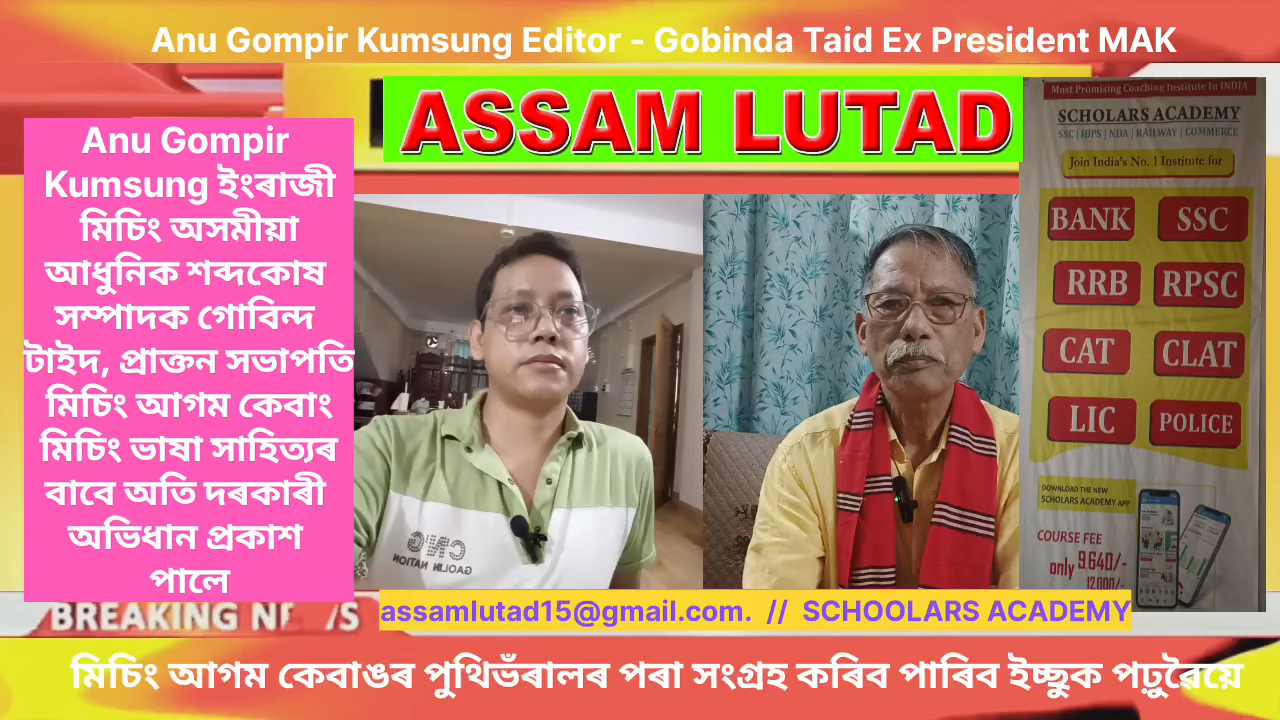 Anu Gompir Kumsung Editor - Gobinda Taid Ex President MAK
ASSAM LUTAD
Anu Gompir
Kumsung ইংৰাজী
মিচিং অসমীয়া
আধুনিক শব্দকোষ
সম্পাদক গোবিন্দ
টাইদ, প্ৰাক্তন সভাপতি
মিচিং আগম কেবাং
মিচিং ভাষা সাহিত্যৰ
বাবে অতি দৰকাৰী
অভিধান প্ৰকাশ
পালে
Most Promising Coaching Institute In INDIA
SCHOLARS ACADEMY
SSC | IBPS | NDA | RAILWAY | COMMERCE
Join India's No. 1 Institute for
BANK SSC
RRB RPSC
CAT CLAT
LIC POLICE
DOWNLOAD THE NEW
SCHOLARS ACADEMY APP
COURSE FEE
only 9,640/-
12000/-
CNG
GAOLIN NATION
BREAKING
assamlutad15@gmail.com. // SCHOOLARS ACADEMY
মিচিং আগম কেবাঙৰ পুথিভঁৰালৰ পৰা সংগ্ৰহ কৰিব পাৰিব ইচ্ছুক পঢ়ুৱৈয়ে